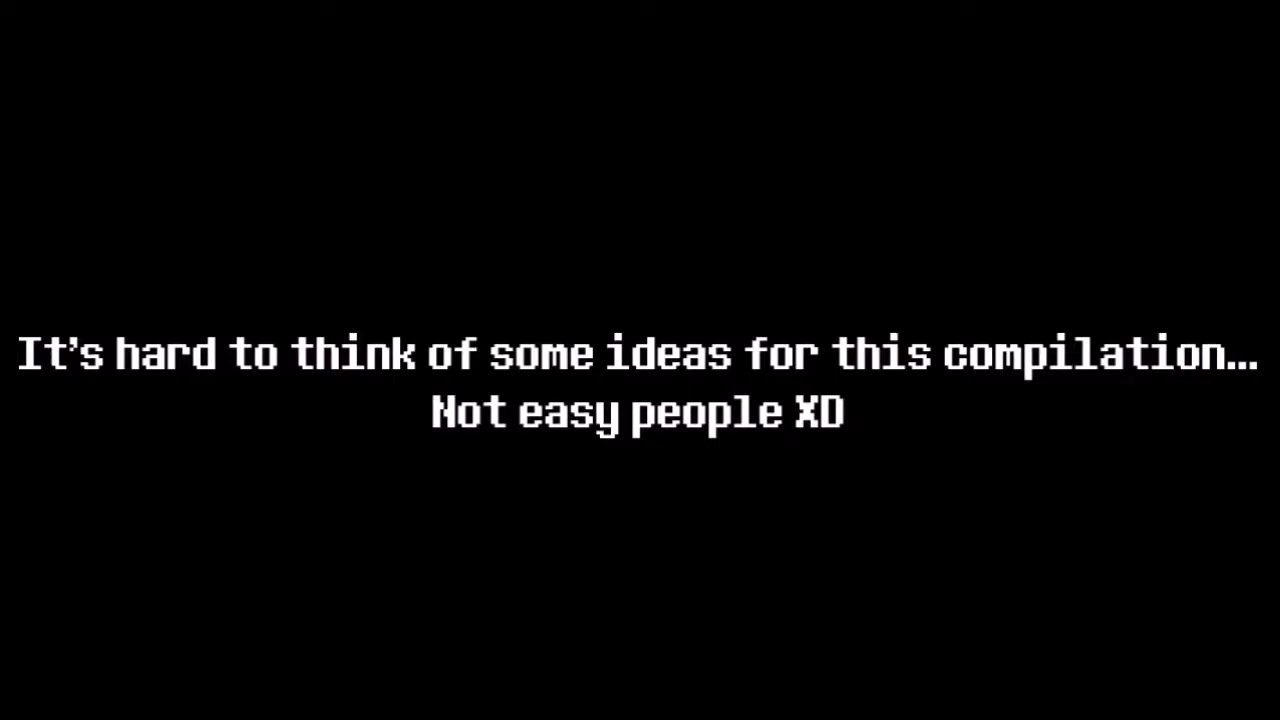 It's hard to think of some ideas for this compilation...
Not easy people XD